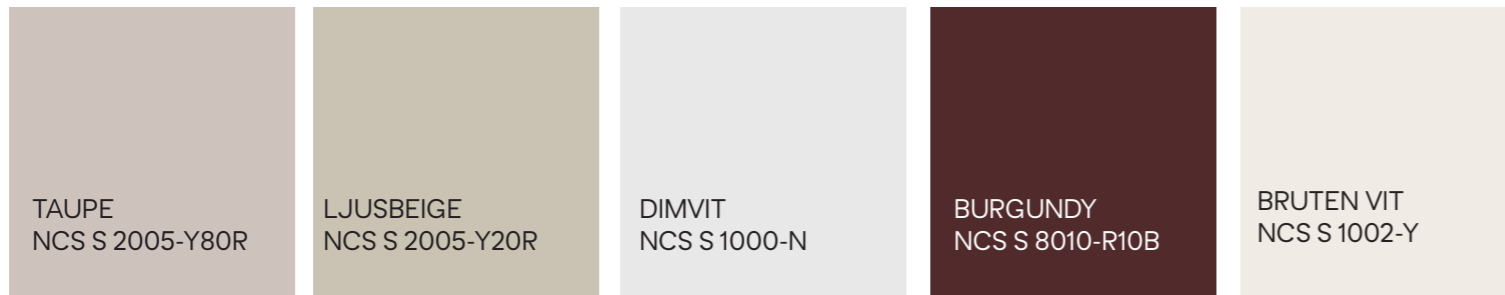 TAUPE
NCS S 2005-Y80R
LJUSBEIGE
NCS S 2005-Y20R
DIMVIT
NCS S 1000-N
BURGUNDY
NCS S 8010-R10B
BRUTEN VIT
NCS S 1002-Y